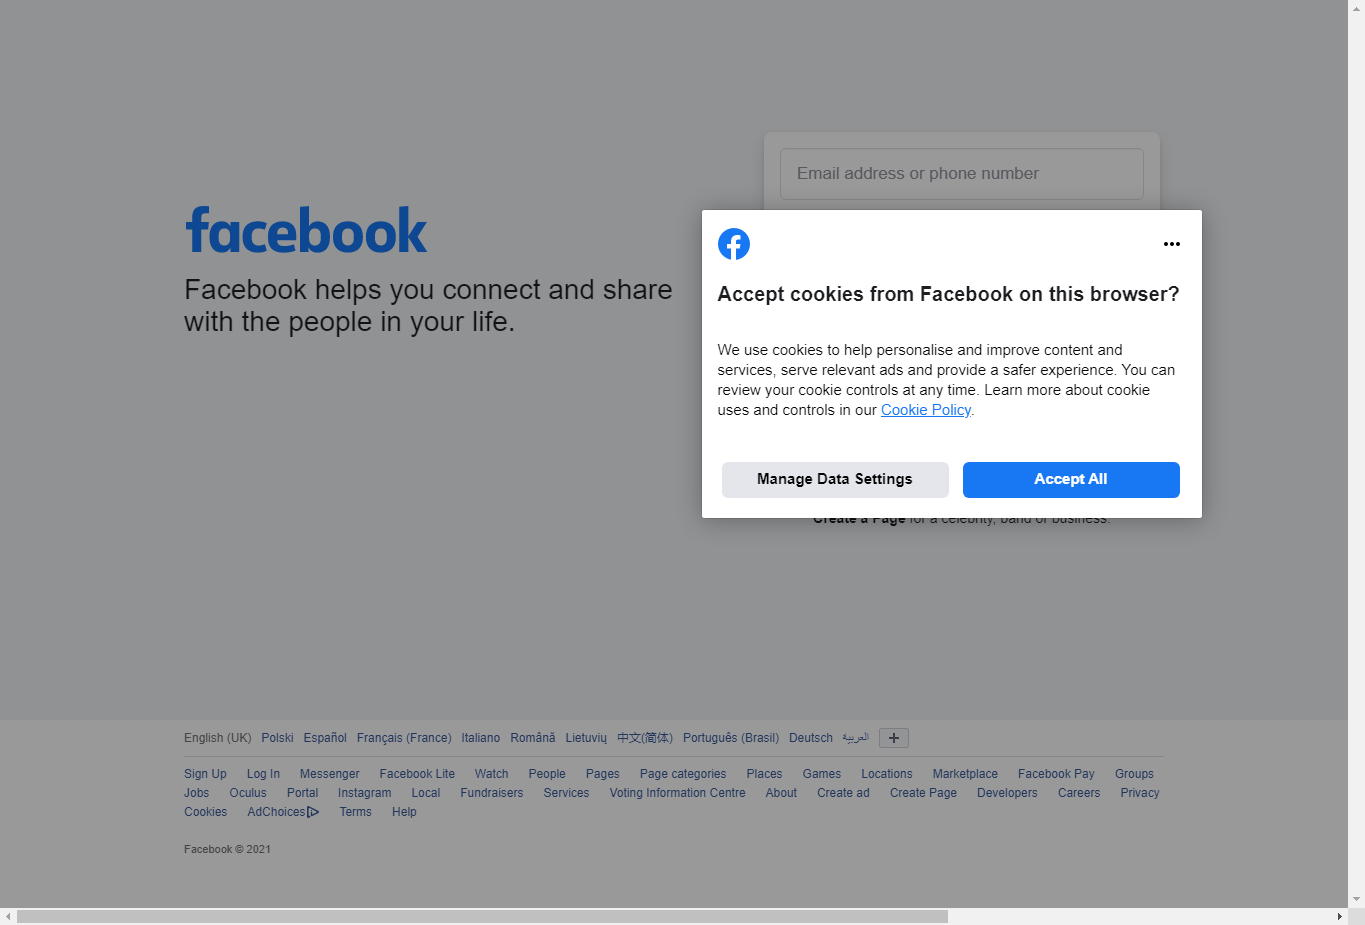 facebook
Facebook helps you connect and share
with the people in your life.
Email address or phone number
Accept cookies from Facebook on this browser?
We use cookies to help personalise and improve content and
services, serve relevant ads and provide a safer experience. You can
review your cookie controls at any time. Learn more about cookie
uses and controls in our Cookie Policy.
Manage Data Settings Accept All
Create a Page for a celebrity, band or business.
English (UK) Polski Español Français (France) Italiano Română Lietuvių 中文(简体) Português (Brasil) Deutsch العربية
Sign Up Log In Messenger Facebook Lite Watch People Pages Page categories Places Games Locations Marketplace Facebook Pay Groups
Jobs Oculus Portal Instagram Local Fundraisers Services Voting Information Centre About Create ad Create Page Developers Careers Privacy
Cookies AdChoices Terms Help
Facebook © 2021